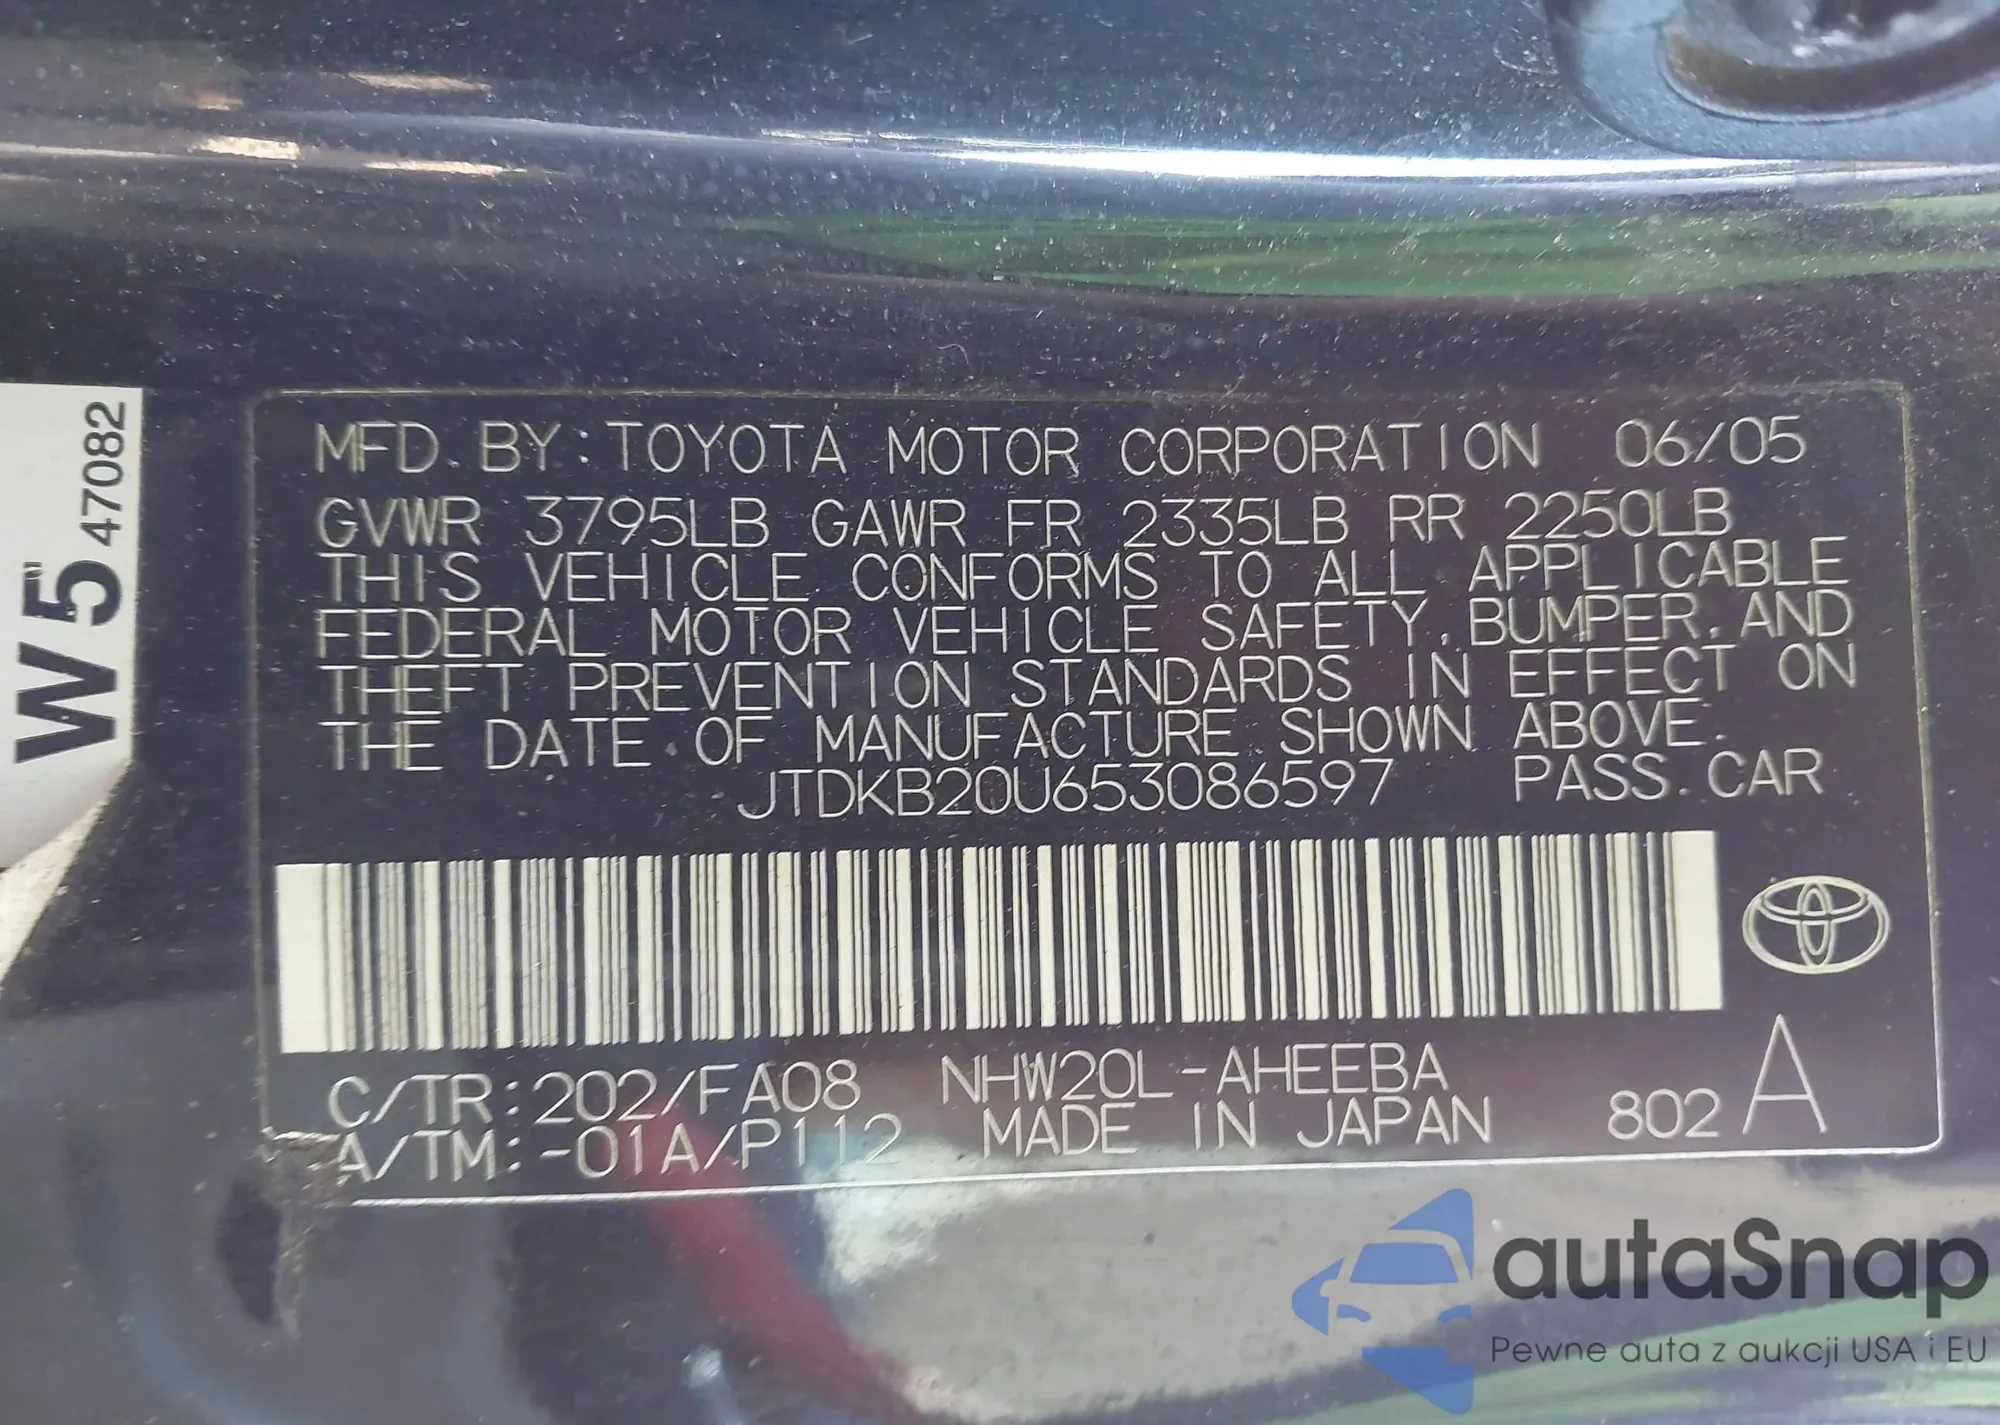 W5 47082
MFD. BY: TOYOTA MOTOR CORPORATION 06/05
GVWR 3795LB GAWR FR 2335LB RR 2250LB
THIS VEHICLE CONFORMS TO ALL APPLICABLE
FEDERAL MOTOR VEHICLE SAFETY, BUMPER, AND
THEFT PREVENTION STANDARDS IN EFFECT ON
THE DATE OF MANUFACTURE SHOWN ABOVE.
JTDKB20U653086597 PASS. CAR
C/TR: 202/FA08 NHW20L-AHEEBA
A/TM: -01A/P112 MADE IN JAPAN 802 A
autaSnap
Pewne auta z aukcji USA i EU